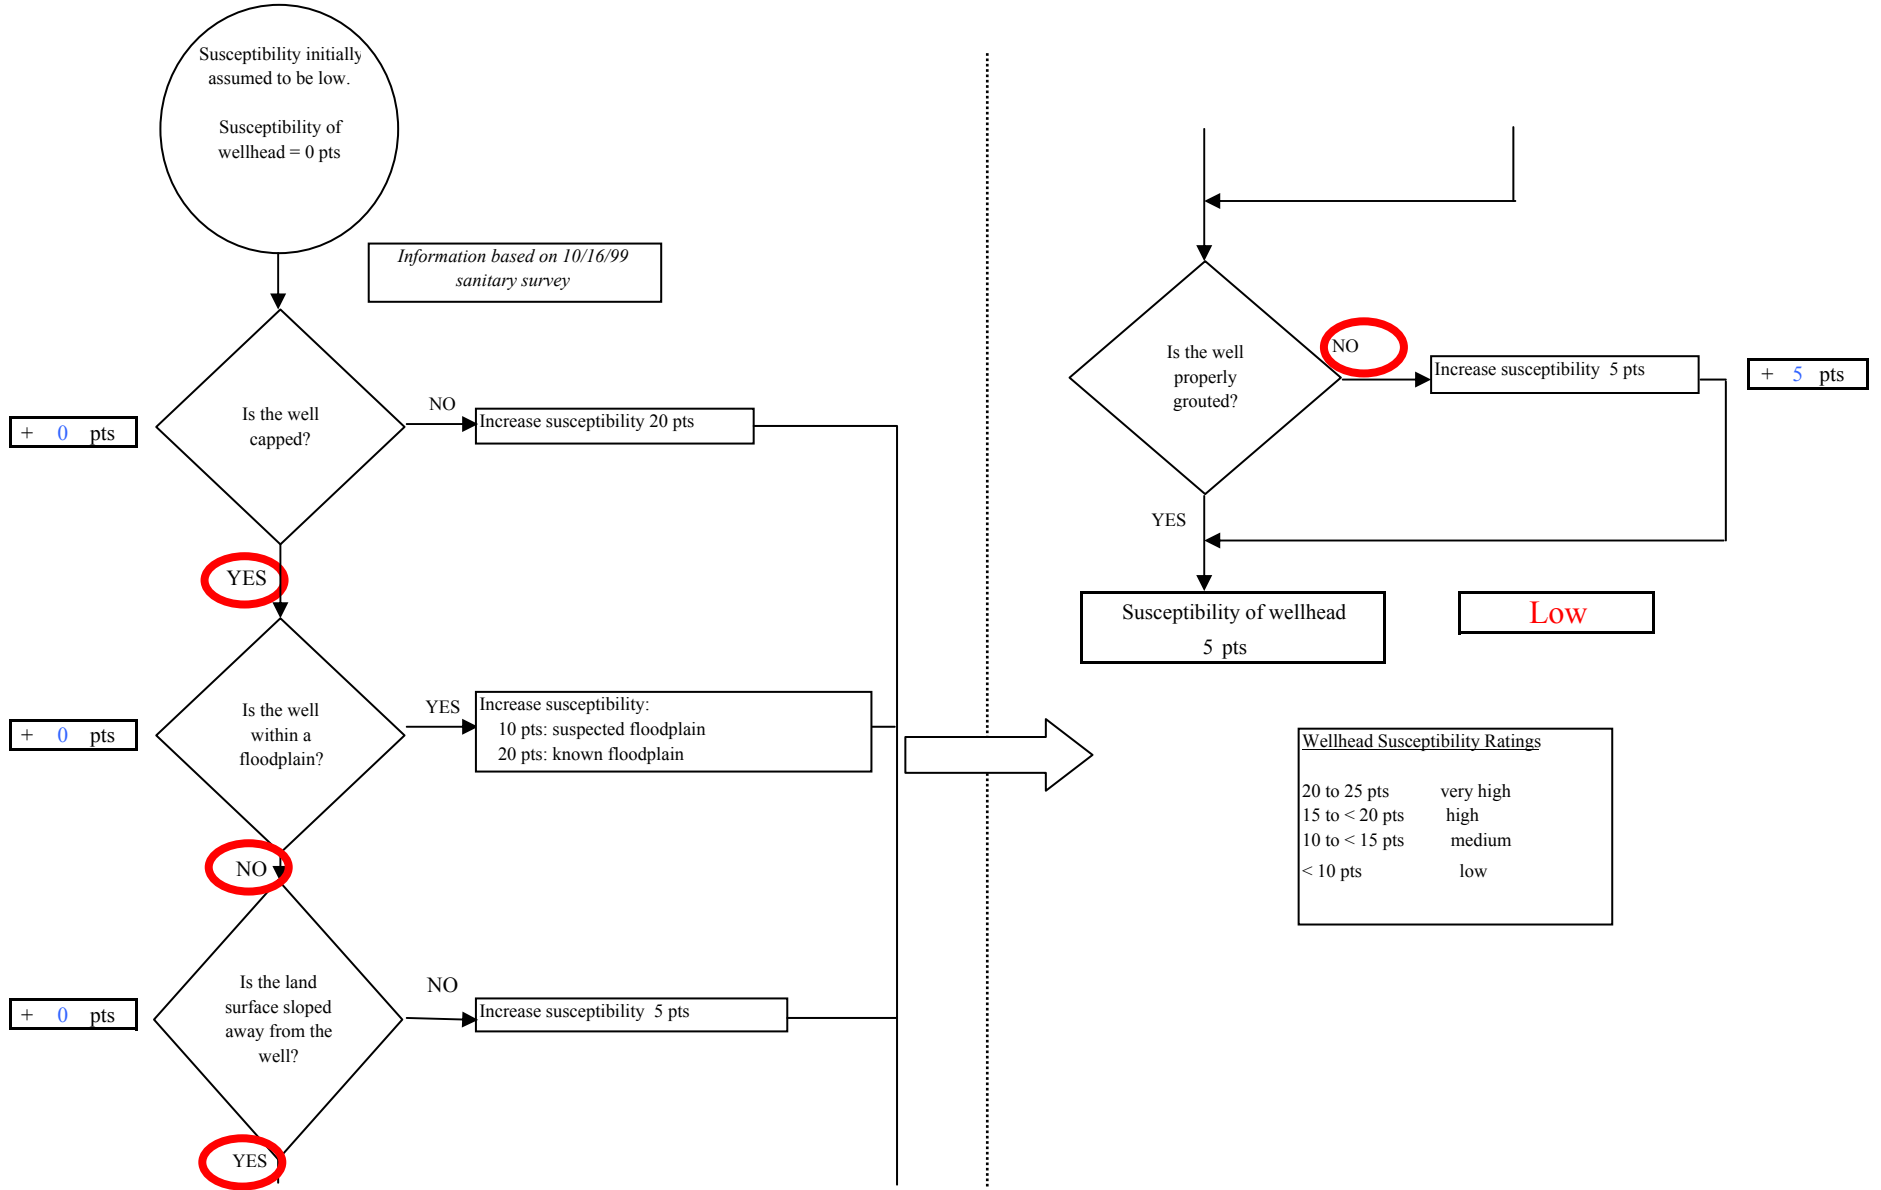 Susceptibility initially
assumed to be low.
Susceptibility of
wellhead = 0 pts
Information based on 10/16/99
sanitary survey
Is the well
capped?
NO
Increase susceptibility 20 pts
+ 0 pts
YES
Is the well
within a
floodplain?
YES
Increase susceptibility:
10 pts: suspected floodplain
20 pts: known floodplain
+ 0 pts
NO
Is the land
surface sloped
away from the
well?
NO
Increase susceptibility 5 pts
+ 0 pts
YES
Is the well
properly
grouted?
NO
Increase susceptibility 5 pts
+ 5 pts
YES
Susceptibility of wellhead
5 pts
Low
Wellhead Susceptibility Ratings
20 to 25 pts very high
15 to < 20 pts high
10 to < 15 pts medium
< 10 pts low